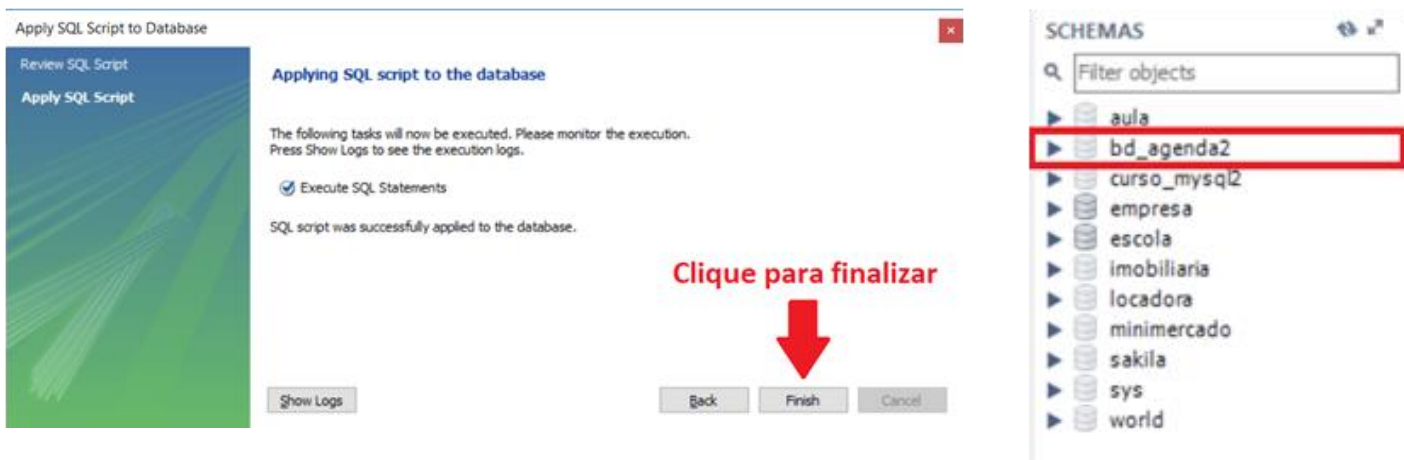 Apply SQL Script to Database
Review SQL Script
Apply SQL Script
Applying SQL script to the database
The following tasks will now be executed. Please monitor the execution.
Press Show Logs to see the execution logs.
Execute SQL Statements
SQL script was successfully applied to the database.
Clique para finalizar
Show Logs
Back
Finish
Cancel
SCHEMAS
Filter objects
aula
bd_agenda2
curso_mysql2
empresa
escola
imobiliaria
locadora
minimercado
sakila
sys
world